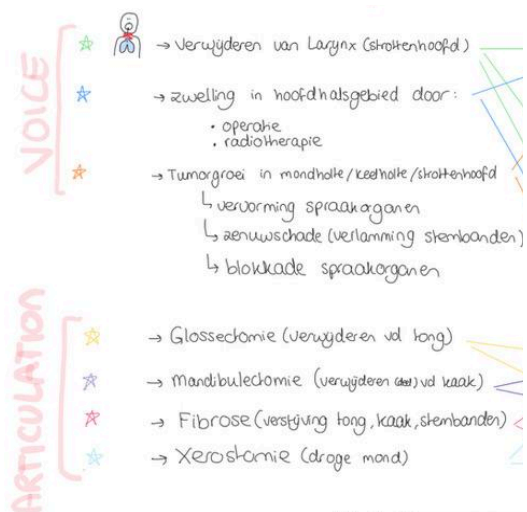 VOICE
→ Verwijderen van Larynx (strottenhoofd)
→ zwelling in hoofdhalsgebied door:
• operatie
• radiotherapie
→ Tumorgroei in mondholte/keelholte/strottenhoofd
↳ vervorming spraakorganen
↳ zenuwschade (verlamming stembanden)
↳ blokkade spraakorganen
ARTICULATION
→ Glossectomie (verwijderen vd tong)
→ Mandibulectomie (verwijderen vd kaak)
→ Fibrose (verstijving tong, kaak, stembanden)
→ Xerostomie (droge mond)